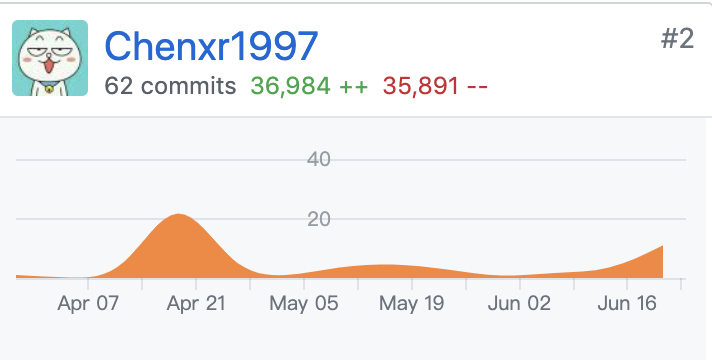 Chenxr1997
#2
62 commits 36,984 ++ 35,891 --
40
20
Apr 07 Apr 21 May 05 May 19 Jun 02 Jun 16